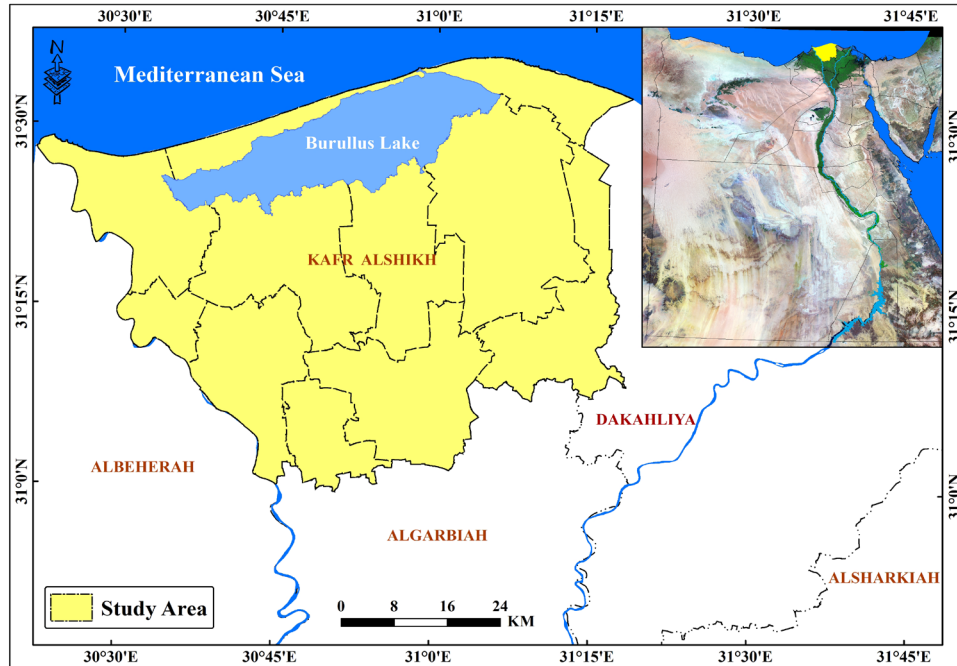 30°30'E 30°45'E 31°0'E 31°15'E 31°30'E 31°45'E
N
Mediterranean Sea
31°30'N
31°30'N
Burullus Lake
KAFR ALSHIKH
31°15'N
31°15'N
DAKAHLIYA
ALBEHERAH
31°0'N
31°0'N
ALGARBIAH
ALSHARKIAH
Study Area
0 8 16 24
KM
30°30'E 30°45'E 31°0'E 31°15'E 31°30'E 31°45'E